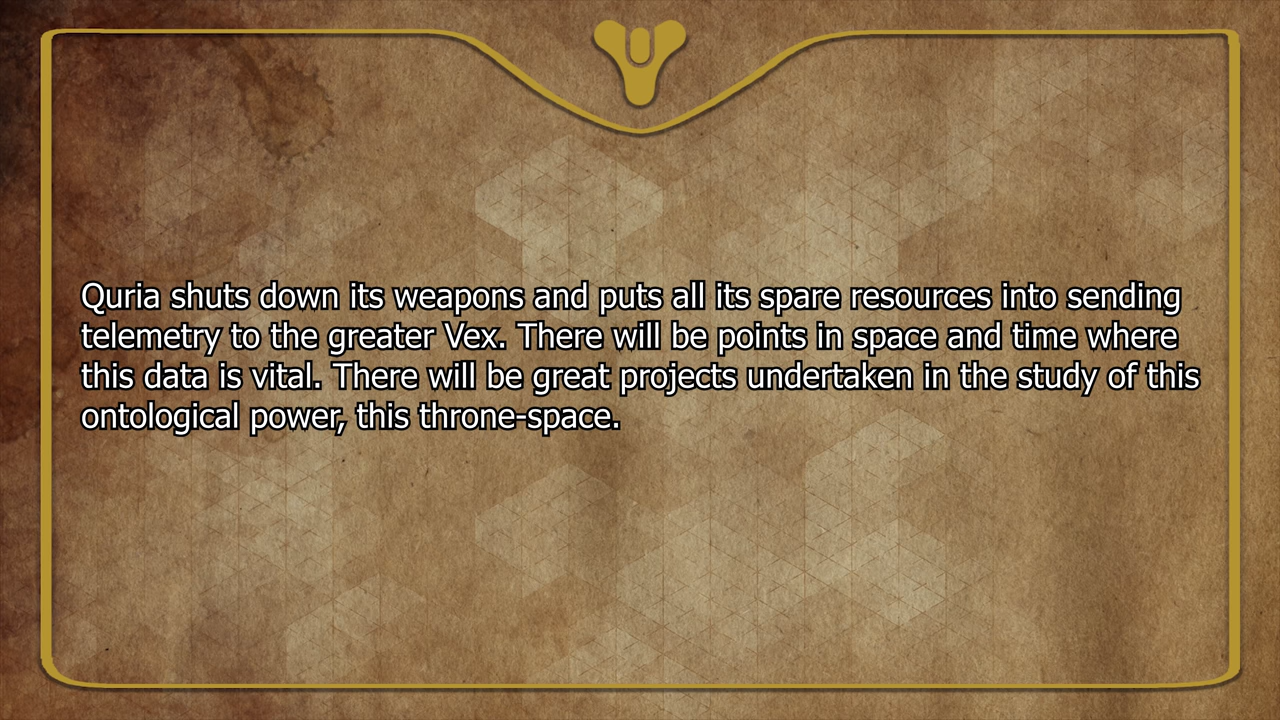 Quria shuts down its weapons and puts all its spare resources into sending
telemetry to the greater Vex. There will be points in space and time where
this data is vital. There will be great projects undertaken in the study of this
ontological power, this throne-space.